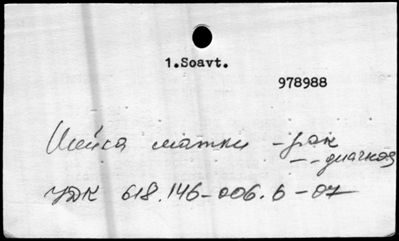 1.Soavt.
978988
Шейка матки - рак
-- диагноз
УДК 618.146-006.6-07